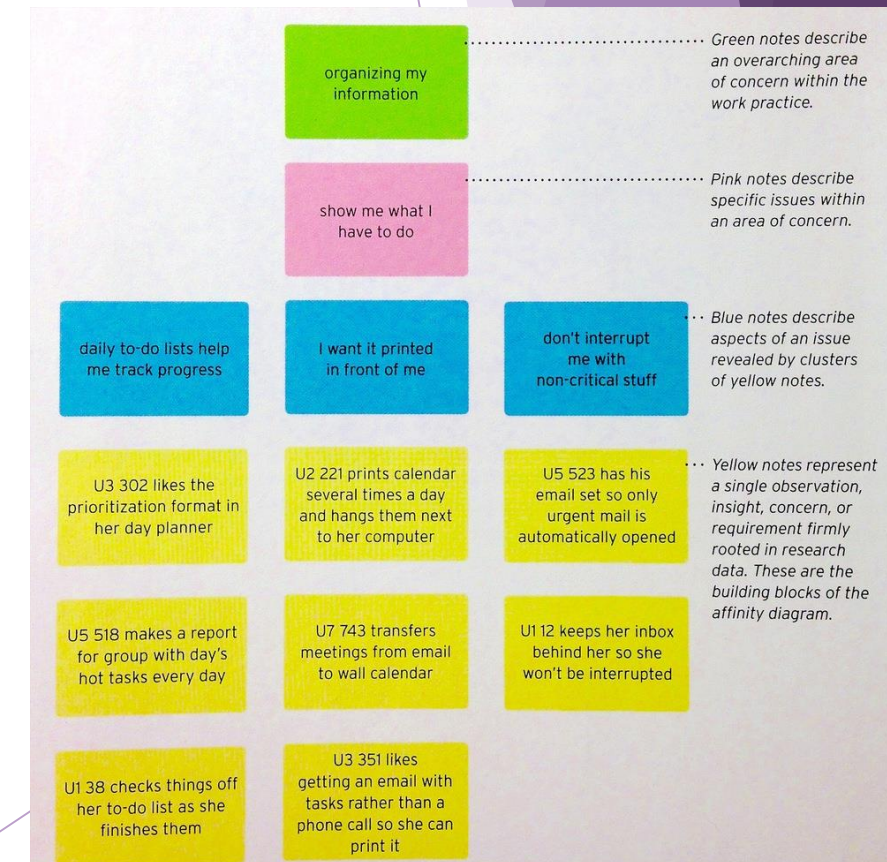 organizing my
information
Green notes describe
an overarching area
of concern within the
work practice.
show me what I
have to do
Pink notes describe
specific issues within
an area of concern.
daily to-do lists help
me track progress
I want it printed
in front of me
don't interrupt
me with
non-critical stuff
Blue notes describe
aspects of an issue
revealed by clusters
of yellow notes.
U3 302 likes the
prioritization format in
her day planner
U2 221 prints calendar
several times a day
and hangs them next
to her computer
U5 523 has his
email set so only
urgent mail is
automatically opened
Yellow notes represent
a single observation,
insight, concern, or
requirement firmly
rooted in research
data. These are the
building blocks of the
affinity diagram.
U5 518 makes a report
for group with day's
hot tasks every day
U7 743 transfers
meetings from email
to wall calendar
U1 12 keeps her inbox
behind her so she
won't be interrupted
U1 38 checks things off
her to-do list as she
finishes them
U3 351 likes
getting an email with
tasks rather than a
phone call so she can
print it